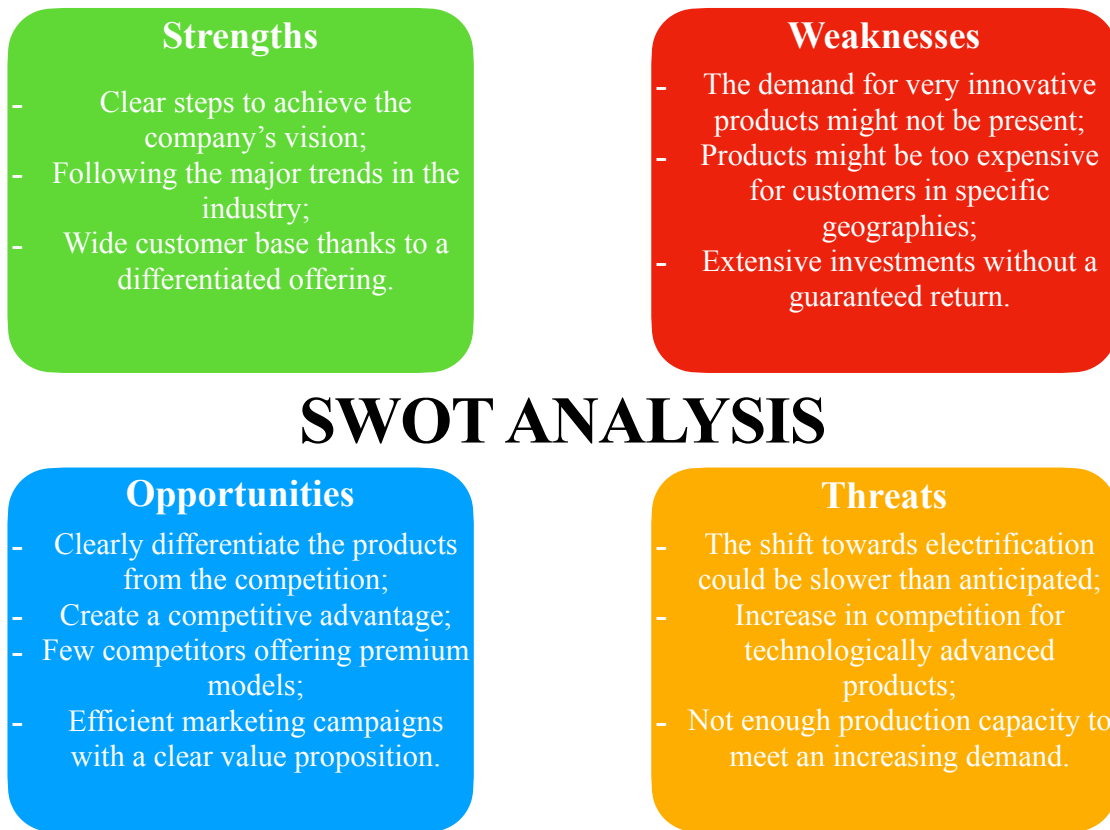 Strengths
- Clear steps to achieve the
company’s vision;
- Following the major trends in the
industry;
- Wide customer base thanks to a
differentiated offering.
Weaknesses
- The demand for very innovative
products might not be present;
- Products might be too expensive
for customers in specific
geographies;
- Extensive investments without a
guaranteed return.
SWOT ANALYSIS
Opportunities
- Clearly differentiate the products
from the competition;
- Create a competitive advantage;
- Few competitors offering premium
models;
- Efficient marketing campaigns
with a clear value proposition.
Threats
- The shift towards electrification
could be slower than anticipated;
- Increase in competition for
technologically advanced
products;
- Not enough production capacity to
meet an increasing demand.